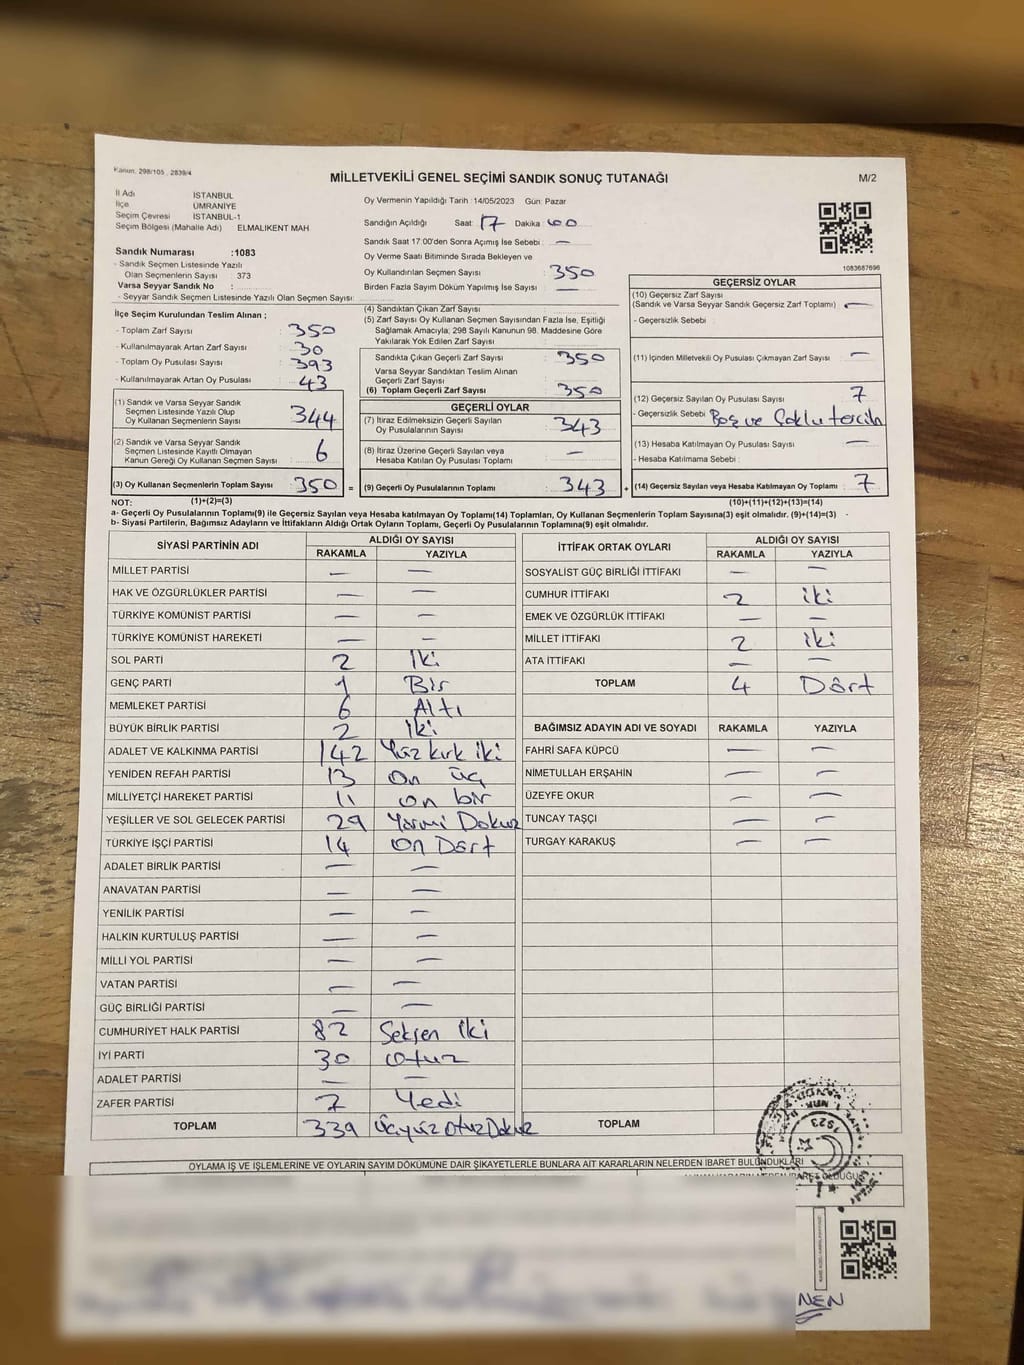 Kanun, 298/105 , 2839/4
MİLLETVEKİLİ GENEL SEÇİMİ SANDIK SONUÇ TUTANAĞI
M/2
İl Adı İSTANBUL
İlçe ÜMRANİYE
Seçim Çevresi İSTANBUL-1
Seçim Bölgesi (Mahalle Adı) ELMALIKENT MAH
Sandık Numarası :1083
- Sandık Seçmen Listesinde Yazılı
Olan Seçmenlerin Sayısı : 373
Varsa Seyyar Sandık No :
- Seyyar Sandık Seçmen Listesinde Yazılı Olan Seçmen Sayısı:
Oy Vermenin Yapıldığı Tarih : 14/05/2023 Gün: Pazar
Sandığın Açıldığı Saat: 17 Dakika : 00
Sandık Saat 17:00'den Sonra Açımış İse Sebebi : —
Oy Verme Saati Bitiminde Sırada Bekleyen ve
Oy Kullandırılan Seçmen Sayısı : 350
Birden Fazla Sayım Döküm Yapılmış İse Sayısı : —
1083687696
İlçe Seçim Kurulundan Teslim Alınan ;
- Toplam Zarf Sayısı : 350
- Kullanılmayarak Artan Zarf Sayısı : 30
- Toplam Oy Pusulası Sayısı : 393
- Kullanılmayarak Artan Oy Pusulası : 43
(1) Sandık ve Varsa Seyyar Sandık
Seçmen Listesinde Yazılı Olup
Oy Kullanan Seçmenlerin Sayısı : 344
(2) Sandık ve Varsa Seyyar Sandık
Seçmen Listesinde Kayıtlı Olmayan
Kanun Gereği Oy Kullanan Seçmen Sayısı : 6
(3) Oy Kullanan Seçmenlerin Toplam Sayısı : 350 =
(4) Sandıktan Çıkan Zarf Sayısı :
(5) Zarf Sayısı Oy Kullanan Seçmen Sayısından Fazla İse, Eşitliği
Sağlamak Amacıyla; 298 Sayılı Kanunun 98. Maddesine Göre
Yakılarak Yok Edilen Zarf Sayısı :
Sandıkta Çıkan Geçerli Zarf Sayısı : 350
Varsa Seyyar Sandıktan Teslim Alınan
Geçerli Zarf Sayısı :
(6) Toplam Geçerli Zarf Sayısı : 350
GEÇERLİ OYLAR
(7) İtiraz Edilmeksizin Geçerli Sayılan
Oy Pusulalarının Sayısı : 343
(8) İtiraz Üzerine Geçerli Sayılan veya
Hesaba Katılan Oy Pusulası Toplamı : —
(9) Geçerli Oy Pusulalarının Toplamı : 343 +
GEÇERSİZ OYLAR
(10) Geçersiz Zarf Sayısı
(Sandık ve Varsa Seyyar Sandık Geçersiz Zarf Toplamı) : —
- Geçersizlik Sebebi :
(11) İçinden Milletvekili Oy Pusulası Çıkmayan Zarf Sayısı : —
(12) Geçersiz Sayılan Oy Pusulası Sayısı : 7
- Geçersizlik Sebebi : Boş ve Çoklu tercih
(13) Hesaba Katılmayan Oy Pusulası Sayısı : —
- Hesaba Katılmama Sebebi :
(14) Geçersiz Sayılan veya Hesaba Katılmayan Oy Toplamı : 7
NOT: (1)+(2)=(3) (10)+(11)+(12)+(13)=(14)
a- Geçerli Oy Pusulalarının Toplamı(9) ile Geçersiz Sayılan veya Hesaba Katılmayan Oy Toplamı(14) Toplamları, Oy Kullanan Seçmenlerin Toplam Sayısına(3) eşit olmalıdır. (9)+(14)=(3)
b- Siyasi Partilerin, Bağımsız Adayların ve İttifakların Aldığı Ortak Oyların Toplamı, Geçerli Oy Pusulalarının Toplamına(9) eşit olmalıdır.
SİYASİ PARTİNİN ADI ALDIĞI OY SAYISI
RAKAMLA YAZIYLA
MİLLET PARTİSİ — —
HAK VE ÖZGÜRLÜKLER PARTİSİ — —
TÜRKİYE KOMÜNİST PARTİSİ — —
TÜRKİYE KOMÜNİST HAREKETİ — —
SOL PARTİ 2 İki
GENÇ PARTİ 1 Bir
MEMLEKET PARTİSİ 6 Altı
BÜYÜK BİRLİK PARTİSİ 2 İki
ADALET VE KALKINMA PARTİSİ 142 Yüz kırk iki
YENİDEN REFAH PARTİSİ 13 On üç
MİLLİYETÇİ HAREKET PARTİSİ 11 on bir
YEŞİLLER VE SOL GELECEK PARTİSİ 29 Yirmi Dokuz
TÜRKİYE İŞÇİ PARTİSİ 14 On Dört
ADALET BİRLİK PARTİSİ — —
ANAVATAN PARTİSİ — —
YENİLİK PARTİSİ — —
HALKIN KURTULUŞ PARTİSİ — —
MİLLİ YOL PARTİSİ — —
VATAN PARTİSİ — —
GÜÇ BİRLİĞİ PARTİSİ — —
CUMHURİYET HALK PARTİSİ 82 Seksen iki
İYİ PARTİ 30 Otuz
ADALET PARTİSİ — —
ZAFER PARTİSİ 7 Yedi
TOPLAM 339 Üçyüz Otuz Dokuz
İTTİFAK ORTAK OYLARI ALDIĞI OY SAYISI
RAKAMLA YAZIYLA
SOSYALİST GÜÇ BİRLİĞİ İTTİFAKI — —
CUMHUR İTTİFAKI 2 iki
EMEK VE ÖZGÜRLÜK İTTİFAKI — —
MİLLET İTTİFAKI 2 iki
ATA İTTİFAKI — —
TOPLAM 4 Dört
BAĞIMSIZ ADAYIN ADI VE SOYADI RAKAMLA YAZIYLA
FAHRİ SAFA KÜPCÜ — —
NİMETULLAH ERŞAHİN — —
ÜZEYFE OKUR — —
TUNCAY TAŞÇI — —
TURGAY KARAKUŞ — —
TOPLAM
1923
OYLAMA İŞ VE İŞLEMLERİNE VE OYLARIN SAYIM DÖKÜMÜNE DAİR ŞİKAYETLERLE BUNLARA AİT KARARLARIN NELERDEN İBARET BULUNDUKLARI
NEN